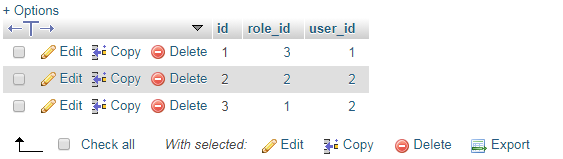 + Options
id role_id user_id
Edit Copy Delete 1 3 1
Edit Copy Delete 2 2 2
Edit Copy Delete 3 1 2
Check all With selected: Edit Copy Delete Export